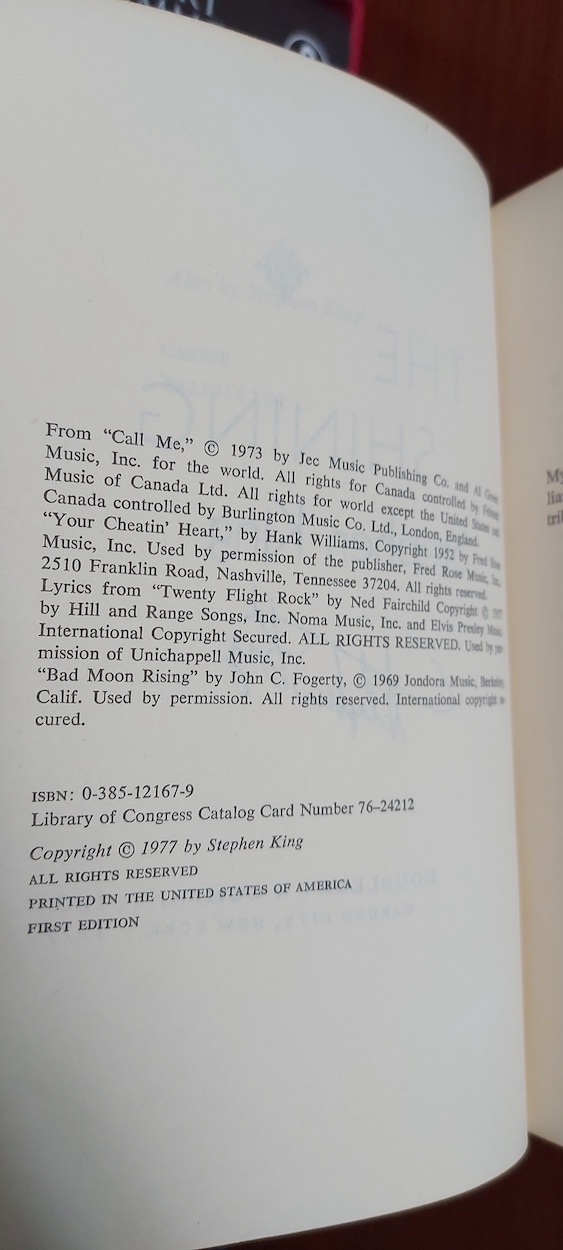 From “Call Me,” © 1973 by Jec Music Publishing Co. and Al Green
Music, Inc. for the world. All rights for Canada controlled by
Music of Canada Ltd. All rights for world except the United States and
Canada controlled by Burlington Music Co. Ltd., London, England.
“Your Cheatin’ Heart,” by Hank Williams. Copyright 1952 by Fred Rose
Music, Inc. Used by permission of the publisher, Fred Rose Music, Inc.,
2510 Franklin Road, Nashville, Tennessee 37204. All rights reserved.
Lyrics from “Twenty Flight Rock” by Ned Fairchild Copyright ©
by Hill and Range Songs, Inc. Noma Music, Inc. and Elvis Presley Music.
International Copyright Secured. ALL RIGHTS RESERVED. Used by per-
mission of Unichappell Music, Inc.
“Bad Moon Rising” by John C. Fogerty, © 1969 Jondora Music, Berkeley,
Calif. Used by permission. All rights reserved. International copyright se-
cured.
ISBN: 0-385-12167-9
Library of Congress Catalog Card Number 76–24212
Copyright © 1977 by Stephen King
ALL RIGHTS RESERVED
PRINTED IN THE UNITED STATES OF AMERICA
FIRST EDITION
My